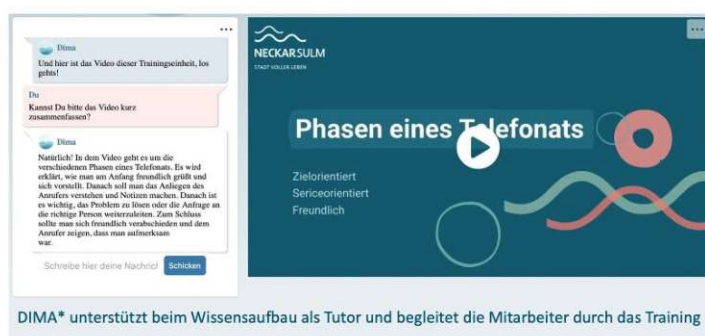 Dima
Und hier ist das Video dieser Trainingseinheit, los
gehts!
Du
Kannst Du bitte das Video kurz
zusammenfassen?
Dima
Natürlich! In dem Video geht es um die
verschiedenen Phasen eines Telefonats. Es wird
erklärt, wie man am Anfang freundlich grüßt und
sich vorstellt. Danach soll man das Anliegen des
Anrufers verstehen und Notizen machen. Danach ist
es wichtig, das Problem zu lösen oder die Anfrage an
die richtige Person weiterzuleiten. Zum Schluss
sollte man sich freundlich verabschieden und dem
Anrufer zeigen, dass man aufmerksam
war.
Schreibe hier deine Nachricl
Schicken
NECKARSULM
STADT VOLLER LEBEN
Phasen eines Telefonats
Zielorientiert
Sericeorientiert
Freundlich
DIMA* unterstützt beim Wissensaufbau als Tutor und begleitet die Mitarbeiter durch das Training